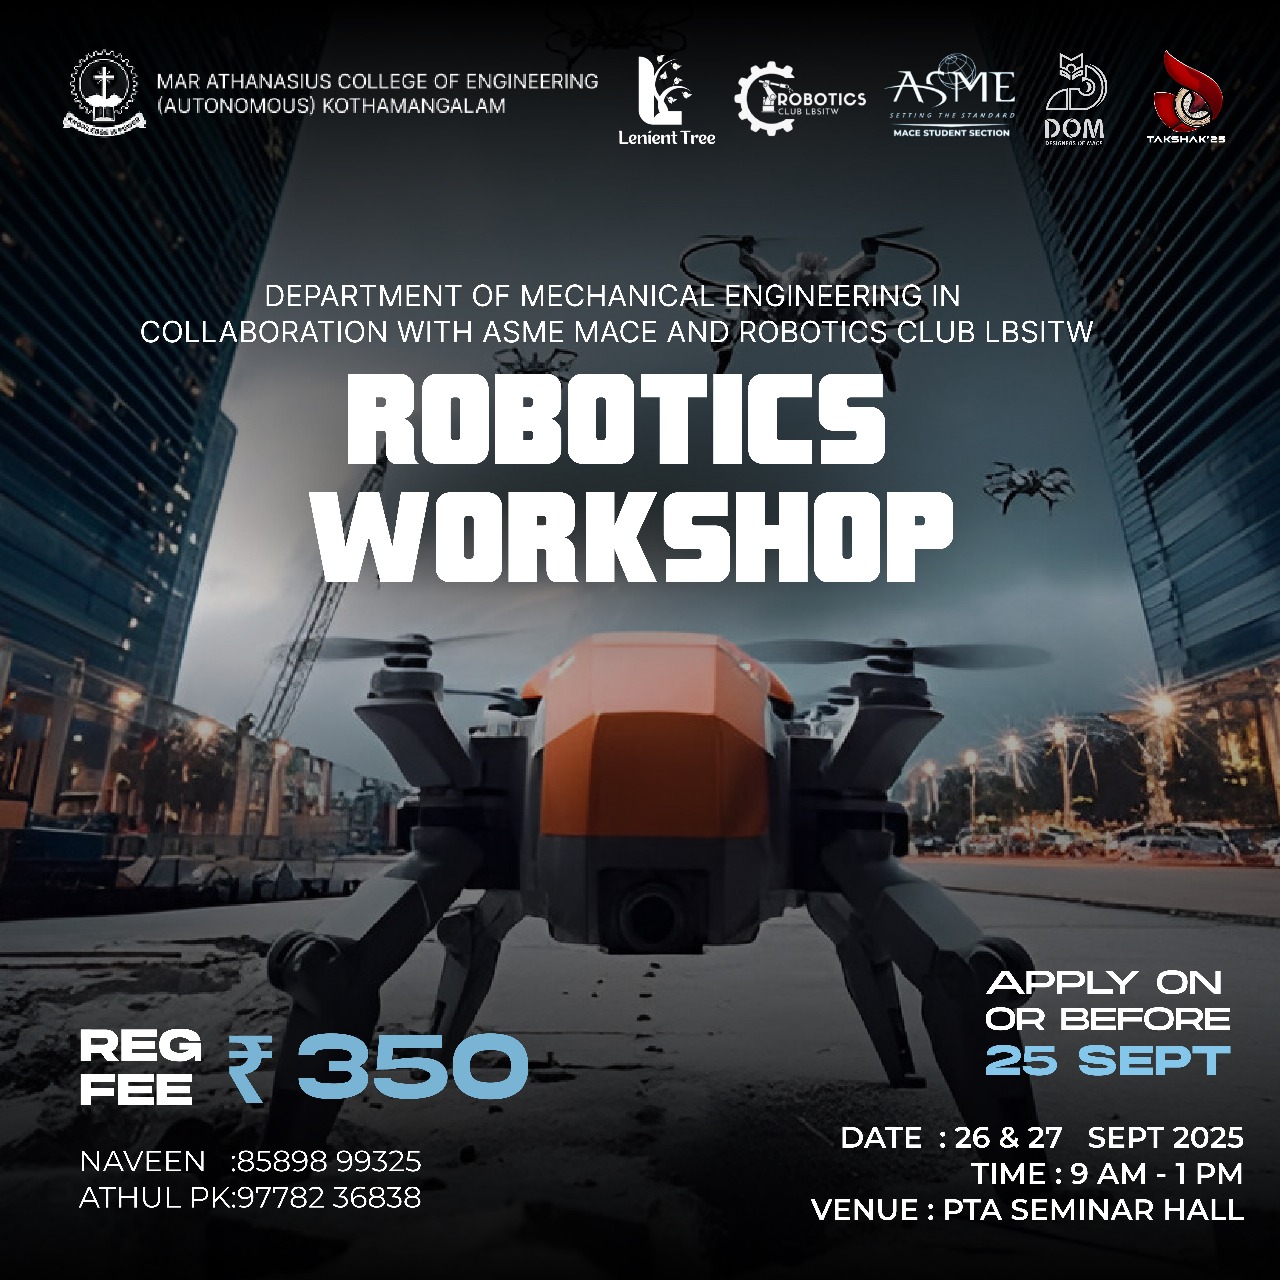 MAR ATHANASIUS COLLEGE OF ENGINEERING
(AUTONOMOUS) KOTHAMANGALAM
Lenient Tree
ROBOTICS
CLUB LBSITW
ASME
SETTING THE STANDARD
MACE STUDENT SECTION
DOM
DESIGNERS OF MACE
TAKSHAK'25
DEPARTMENT OF MECHANICAL ENGINEERING IN
COLLABORATION WITH ASME MACE AND ROBOTICS CLUB LBSITW
ROBOTICS
WORKSHOP
APPLY ON
OR BEFORE
25 SEPT
REG
FEE
₹ 350
NAVEEN :85898 99325
ATHUL PK:97782 36838
DATE : 26 & 27 SEPT 2025
TIME : 9 AM - 1 PM
VENUE : PTA SEMINAR HALL